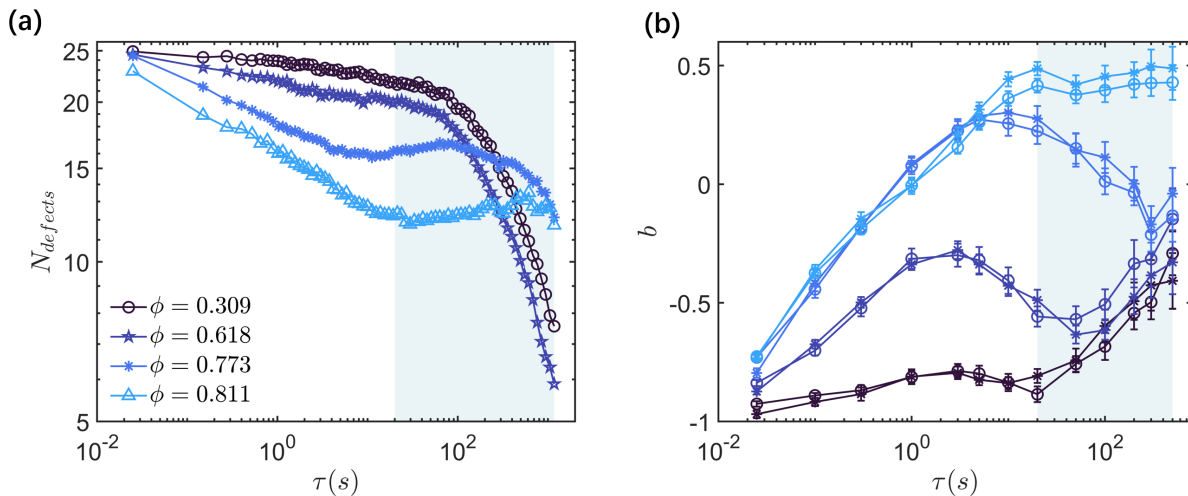 (a)
25
20
15
10
5
N_defects
ϕ = 0.309
ϕ = 0.618
ϕ = 0.773
ϕ = 0.811
10^-2
10^0
10^2
τ(s)
(b)
0.5
0
-0.5
-1
b
10^-2
10^0
10^2
τ(s)